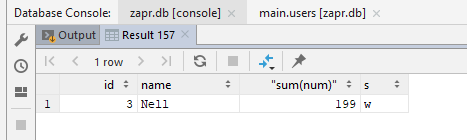 Database Console: zapr.db [console] × main.users [zapr.db] ×
Output Result 157 ×
1 row
id name "sum(num)" s
1 3 Nell 199 w